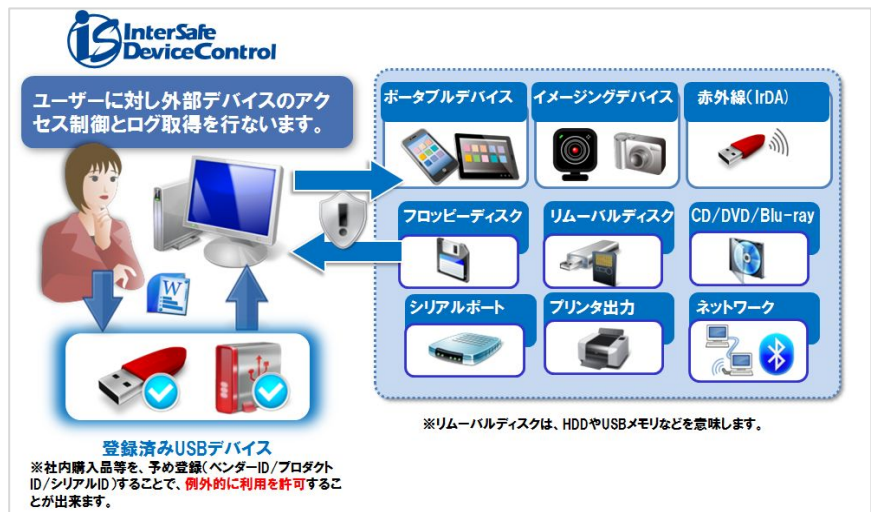 InterSafe
DeviceControl
ユーザーに対し外部デバイスのアク
セス制御とログ取得を行ないます。
ポータブルデバイス
イメージングデバイス
赤外線(IrDA)
フロッピーディスク
リムーバルディスク
CD/DVD/Blu-ray
シリアルポート
プリンタ出力
ネットワーク
W
登録済みUSBデバイス
※社内購入品等を、予め登録(ベンダーID/プロダクト
ID/シリアルID)することで、例外的に利用を許可するこ
とが出来ます。
※リムーバルディスクは、HDDやUSBメモリなどを意味します。